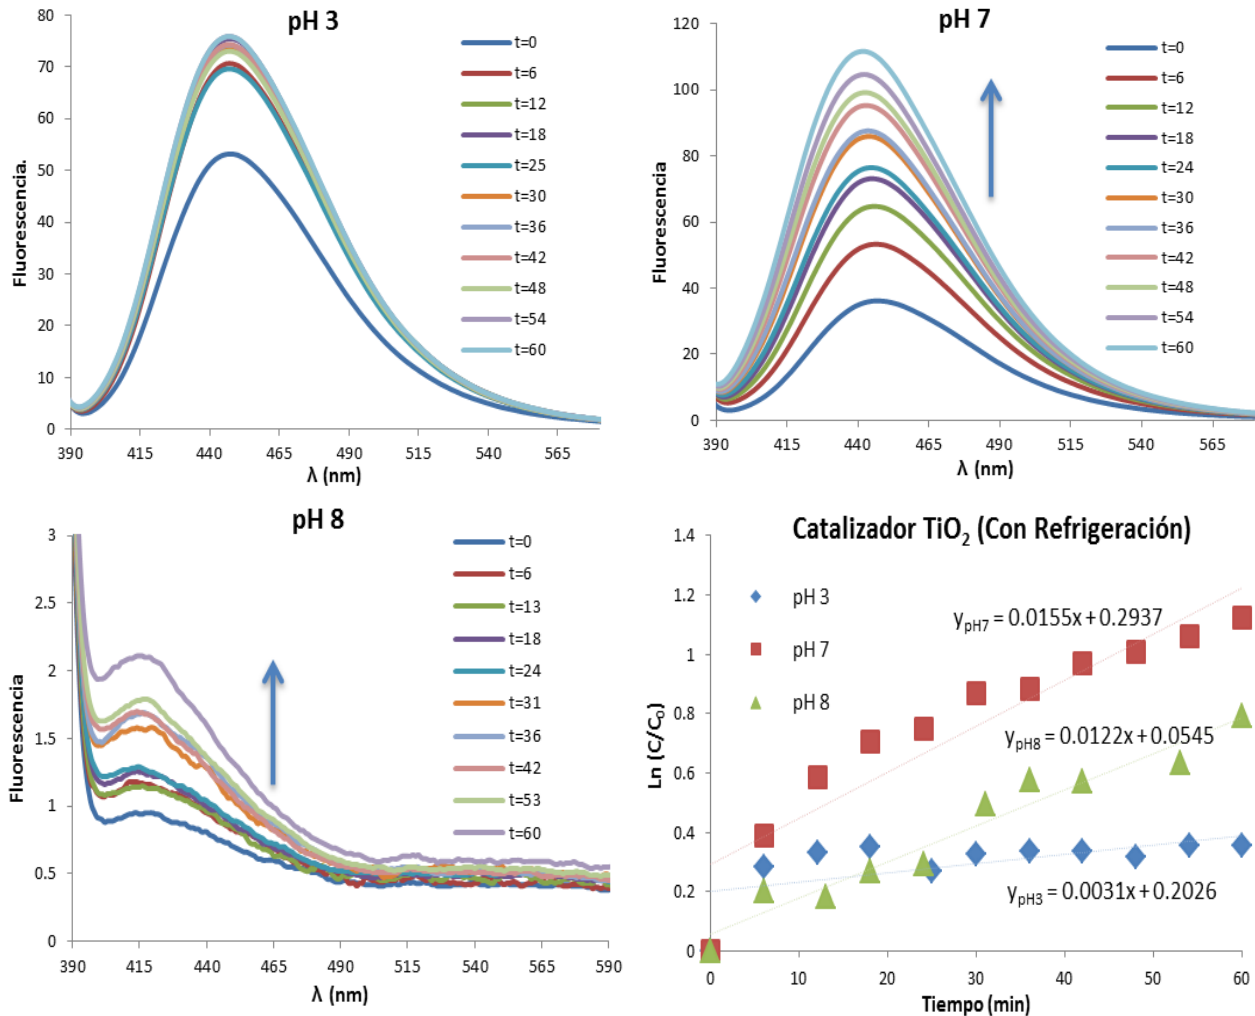 pH 3
80
70
60
50
40
30
20
10
0
Fluorescencia.
390 415 440 465 490 515 540 565
λ (nm)
t=0
t=6
t=12
t=18
t=25
t=30
t=36
t=42
t=48
t=54
t=60
pH 7
120
100
80
60
40
20
0
Fluorescencia
390 415 440 465 490 515 540 565
λ (nm)
t=0
t=6
t=12
t=18
t=24
t=30
t=36
t=42
t=48
t=54
t=60
pH 8
3
2.5
2
1.5
1
0.5
0
Fluorescencia
390 415 440 465 490 515 540 565 590
λ (nm)
t=0
t=6
t=13
t=18
t=24
t=31
t=36
t=42
t=53
t=60
Catalizador TiO₂ (Con Refrigeración)
1.4
1.2
1
0.8
0.6
0.4
0.2
0
Ln (C/C₀)
pH 3
pH 7
pH 8
y_pH7 = 0.0155x + 0.2937
y_pH8 = 0.0122x + 0.0545
y_pH3 = 0.0031x + 0.2026
0 10 20 30 40 50 60
Tiempo (min)